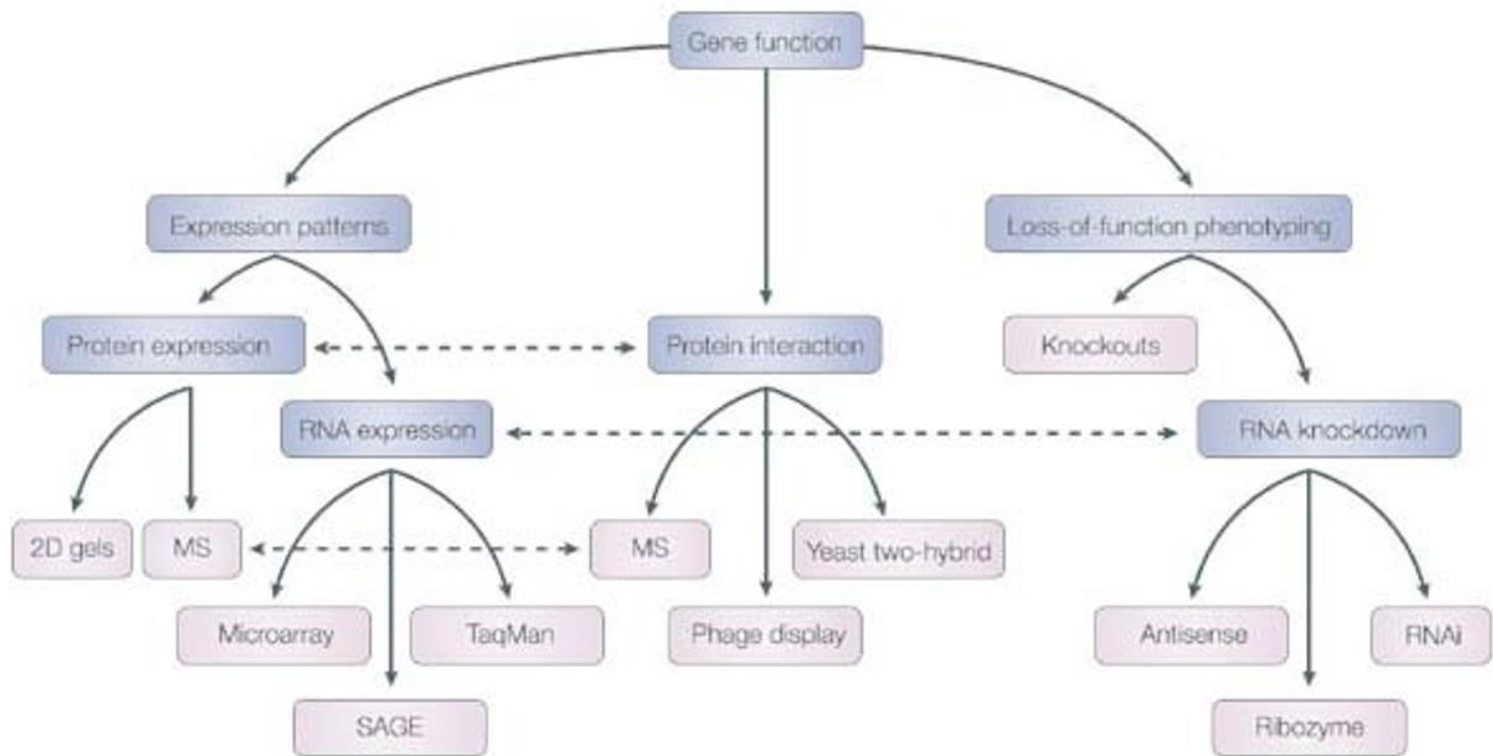 Gene function
Expression patterns
Loss-of-function phenotyping
Protein expression
Protein interaction
Knockouts
RNA expression
RNA knockdown
2D gels
MS
MS
Yeast two-hybrid
Microarray
TaqMan
Phage display
Antisense
RNAi
SAGE
Ribozyme